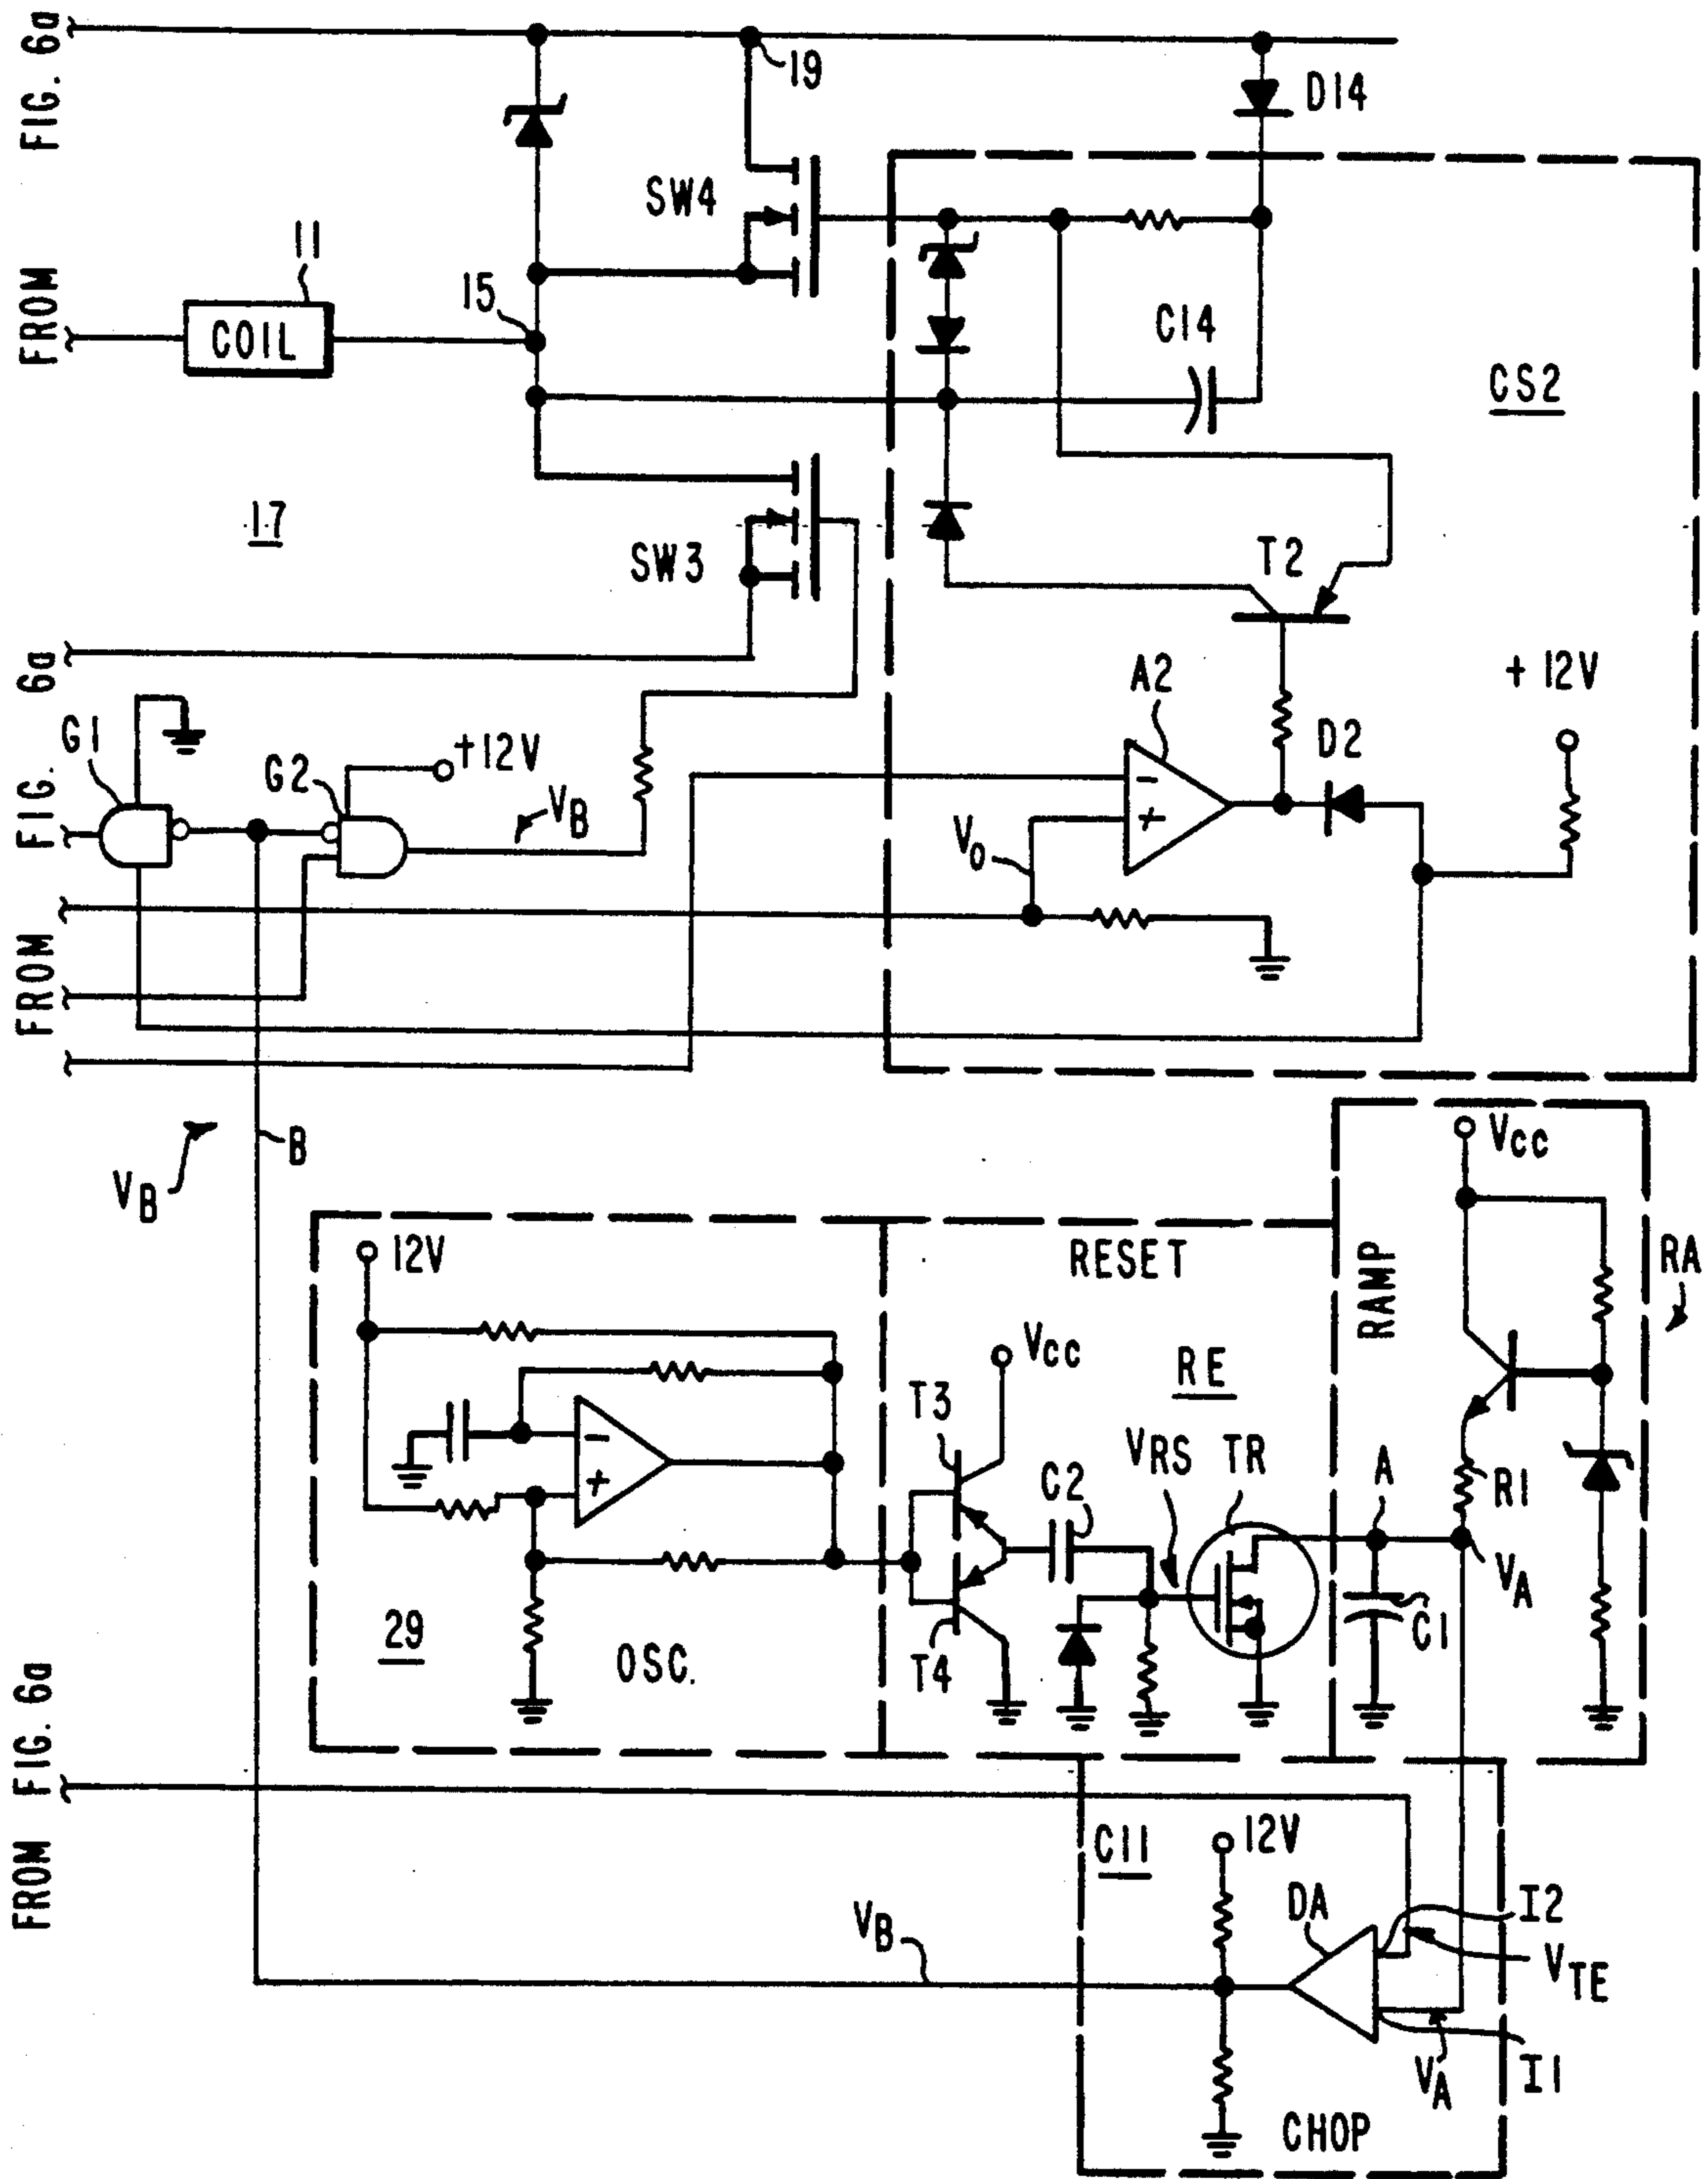 FIG. 6a
19
D14
SW4
11
FROM
COIL
15
C14
CS2
17
SW3
T2
6a
A2
+ 12V
G1
+12V
D2
G2
FIG.
VB
V0
FROM
B
VB
Vcc
12V
RESET
RAMP
RA
Vcc
RE
T3
VRS
TR
A
R1
C2
VA
C1
29
OSC.
T4
FROM FIG. 6a
C11
12V
I2
DA
VB
VTE
VA
I1
CHOP